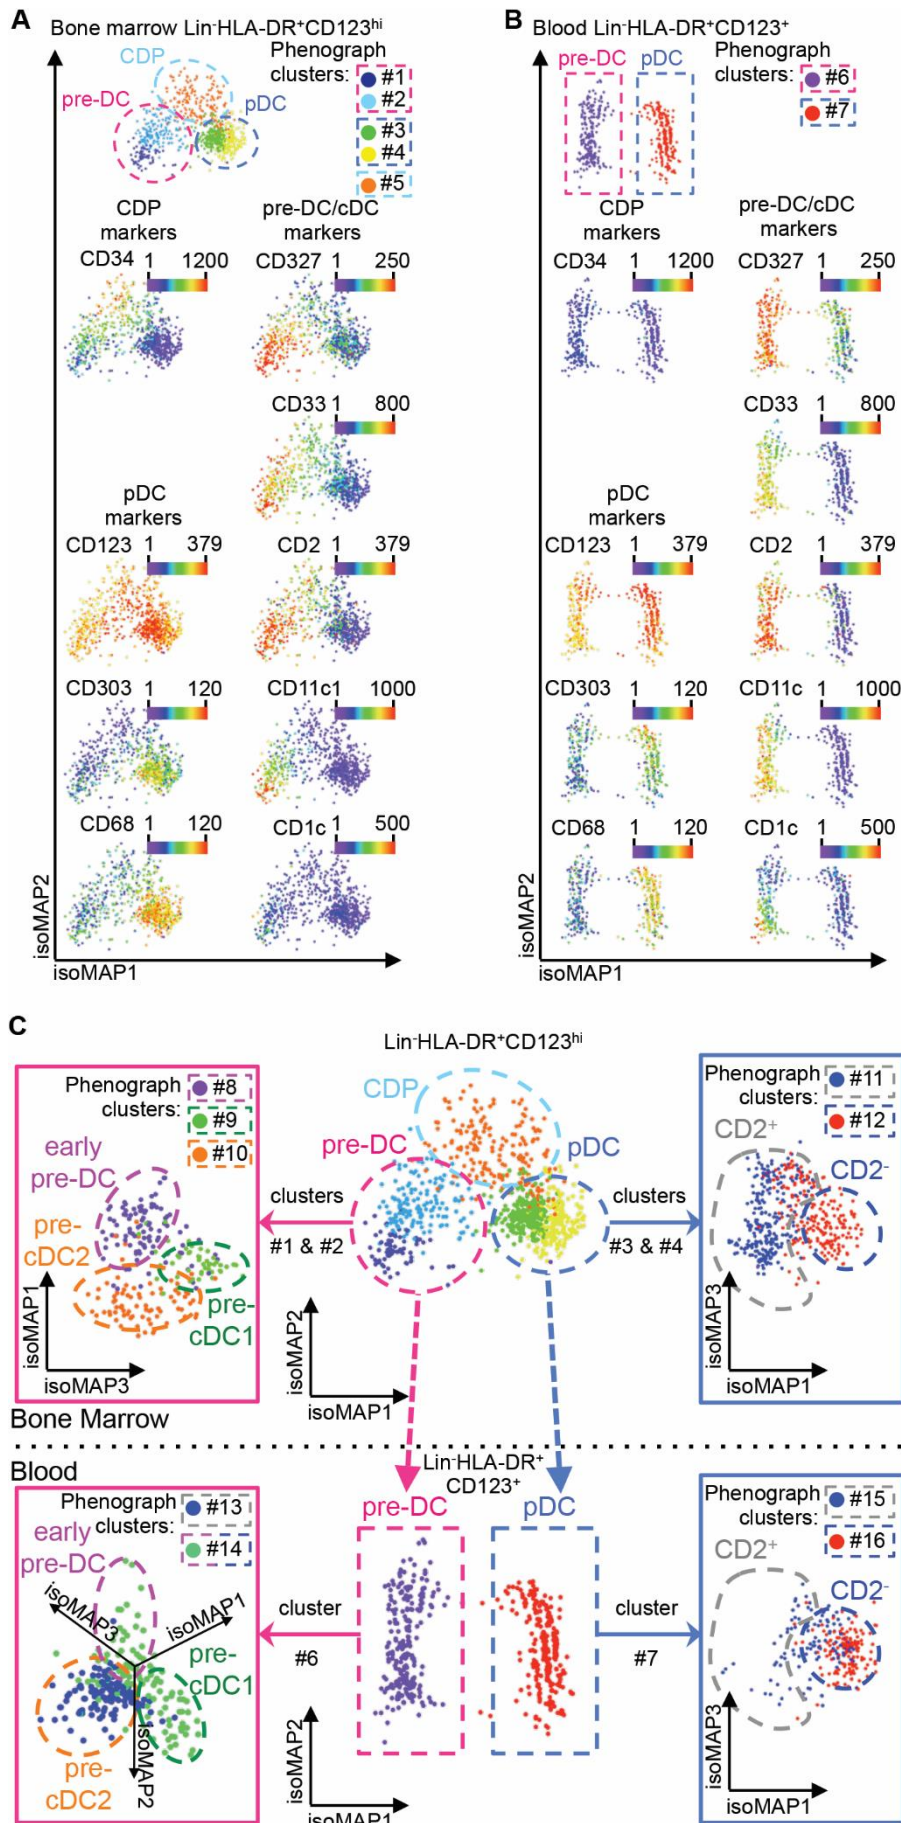 A
Bone marrow Lin-HLA-DR+CD123hi
CDP
pre-DC
pDC
Phenograph
clusters:
#1
#2
#3
#4
#5
CDP
markers
pre-DC/cDC
markers
CD34 1 1200
CD327 1 250
CD33 1 800
pDC
markers
CD123 1 379
CD2 1 379
CD303 1 120
CD11c 1 1000
CD68 1 120
CD1c 1 500
isoMAP2
isoMAP1
B
Blood Lin-HLA-DR+CD123+
pre-DC
pDC
Phenograph
clusters:
#6
#7
CDP
markers
pre-DC/cDC
markers
CD34 1 1200
CD327 1 250
CD33 1 800
pDC
markers
CD123 1 379
CD2 1 379
CD303 1 120
CD11c 1 1000
CD68 1 120
CD1c 1 500
isoMAP2
isoMAP1
C
Lin-HLA-DR+CD123hi
Phenograph
clusters:
#8
#9
#10
early
pre-DC
pre-
cDC2
pre-
cDC1
isoMAP1
isoMAP3
clusters
#1 & #2
CDP
pre-DC
pDC
isoMAP2
isoMAP1
clusters
#3 & #4
Phenograph
clusters:
#11
#12
CD2+
CD2-
isoMAP3
isoMAP1
Bone Marrow
Blood
Lin-HLA-DR+
CD123+
Phenograph
clusters:
#13
#14
early
pre-DC
isoMAP3
isoMAP1
isoMAP2
pre-
cDC1
pre-
cDC2
cluster
#6
pre-DC
pDC
isoMAP2
isoMAP1
cluster
#7
Phenograph
clusters:
#15
#16
CD2+
CD2-
isoMAP3
isoMAP1